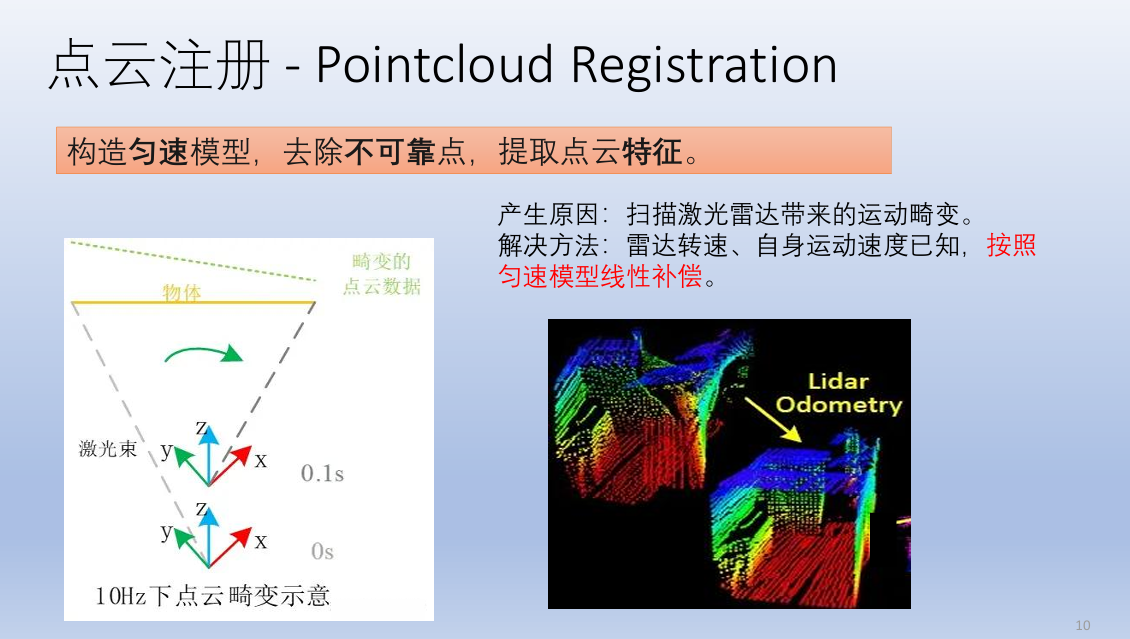 点云注册 - Pointcloud Registration
构造匀速模型，去除不可靠点，提取点云特征。
产生原因：扫描激光雷达带来的运动畸变。
解决方法：雷达转速、自身运动速度已知，按照
匀速模型线性补偿。
畸变的
点云数据
物体
激光束
z
y
x
0.1s
z
y
x
0s
10Hz下点云畸变示意
Lidar
Odometry
10